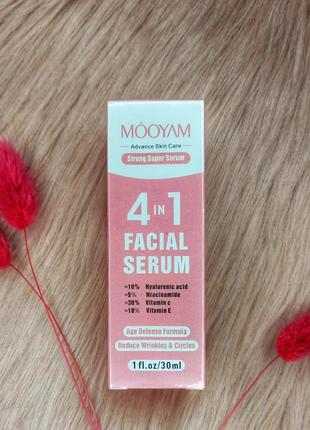 MOOYAM
Advance Skin Care
Strong Super Serum
4 IN 1
FACIAL
SERUM
+10% Hyaluronic acid
+5% Niacinamide
+30% Vitamin c
+10% Vitamin E
Age Defense Formula
Reduce Wrinkles & Circles
1 fl.oz/30ml